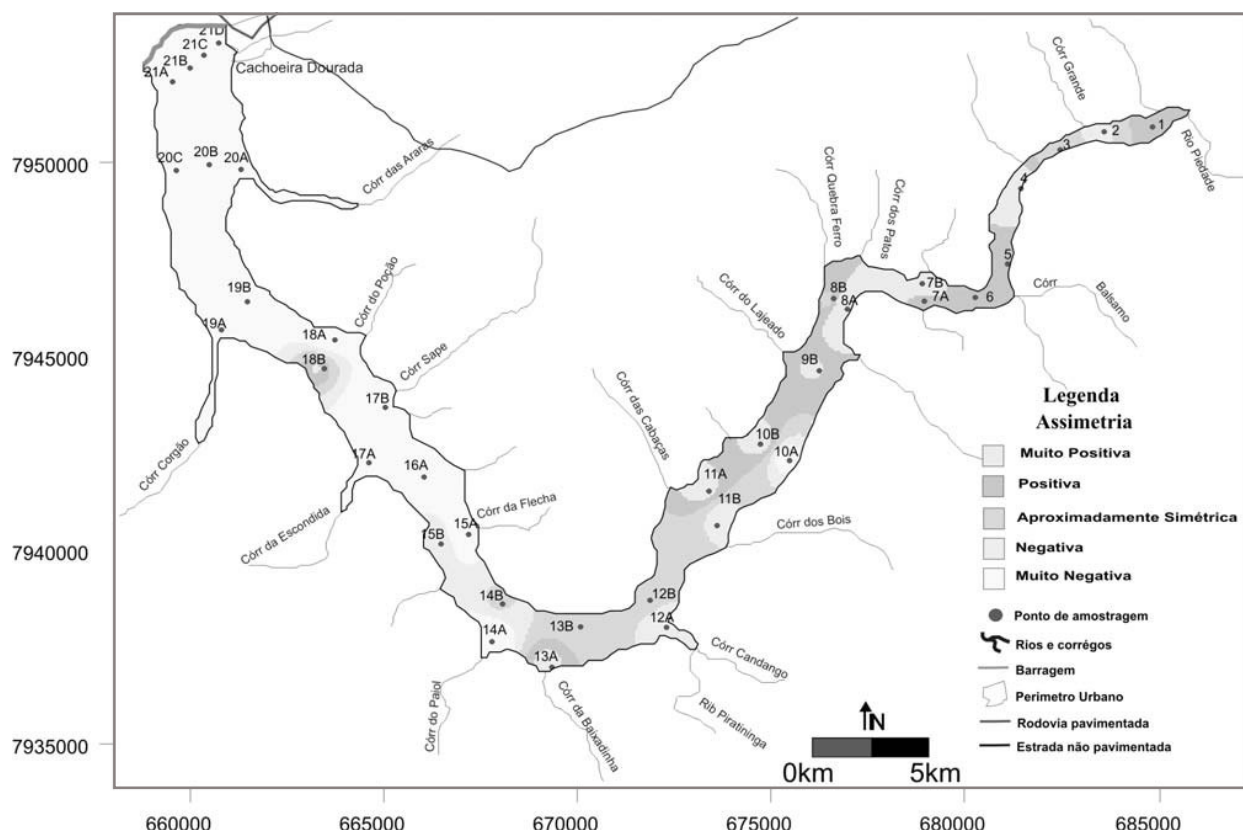 21D
21C
21B
21A
Cachoeira Dourada
20C
20B
20A
Córr das Araras
Córr Grande
1
2
3
4
Rio Piedade
7950000
Córr Quebra Ferro
Córr dos Patos
5
6
7B
7A
Córr
Balsamo
8B
8A
19B
19A
Córr do Poção
18A
18B
Córr do Lajeado
7945000
9B
Córr Sape
17B
Córr das Cabaças
10B
10A
Córr Corgão
17A
16A
11A
11B
Córr da Flecha
15A
15B
Córr dos Bois
Córr da Escondida
7940000
14B
14A
13B
13A
12B
12A
Córr Candango
Córr do Paiol
Córr da Baixadinha
Rib Piratininga
7935000
Legenda
Assimetria
Muito Positiva
Positiva
Aproximadamente Simétrica
Negativa
Muito Negativa
Ponto de amostragem
Rios e corrégos
Barragem
Perimetro Urbano
Rodovia pavimentada
Estrada não pavimentada
N
0km 5km
660000 665000 670000 675000 680000 685000